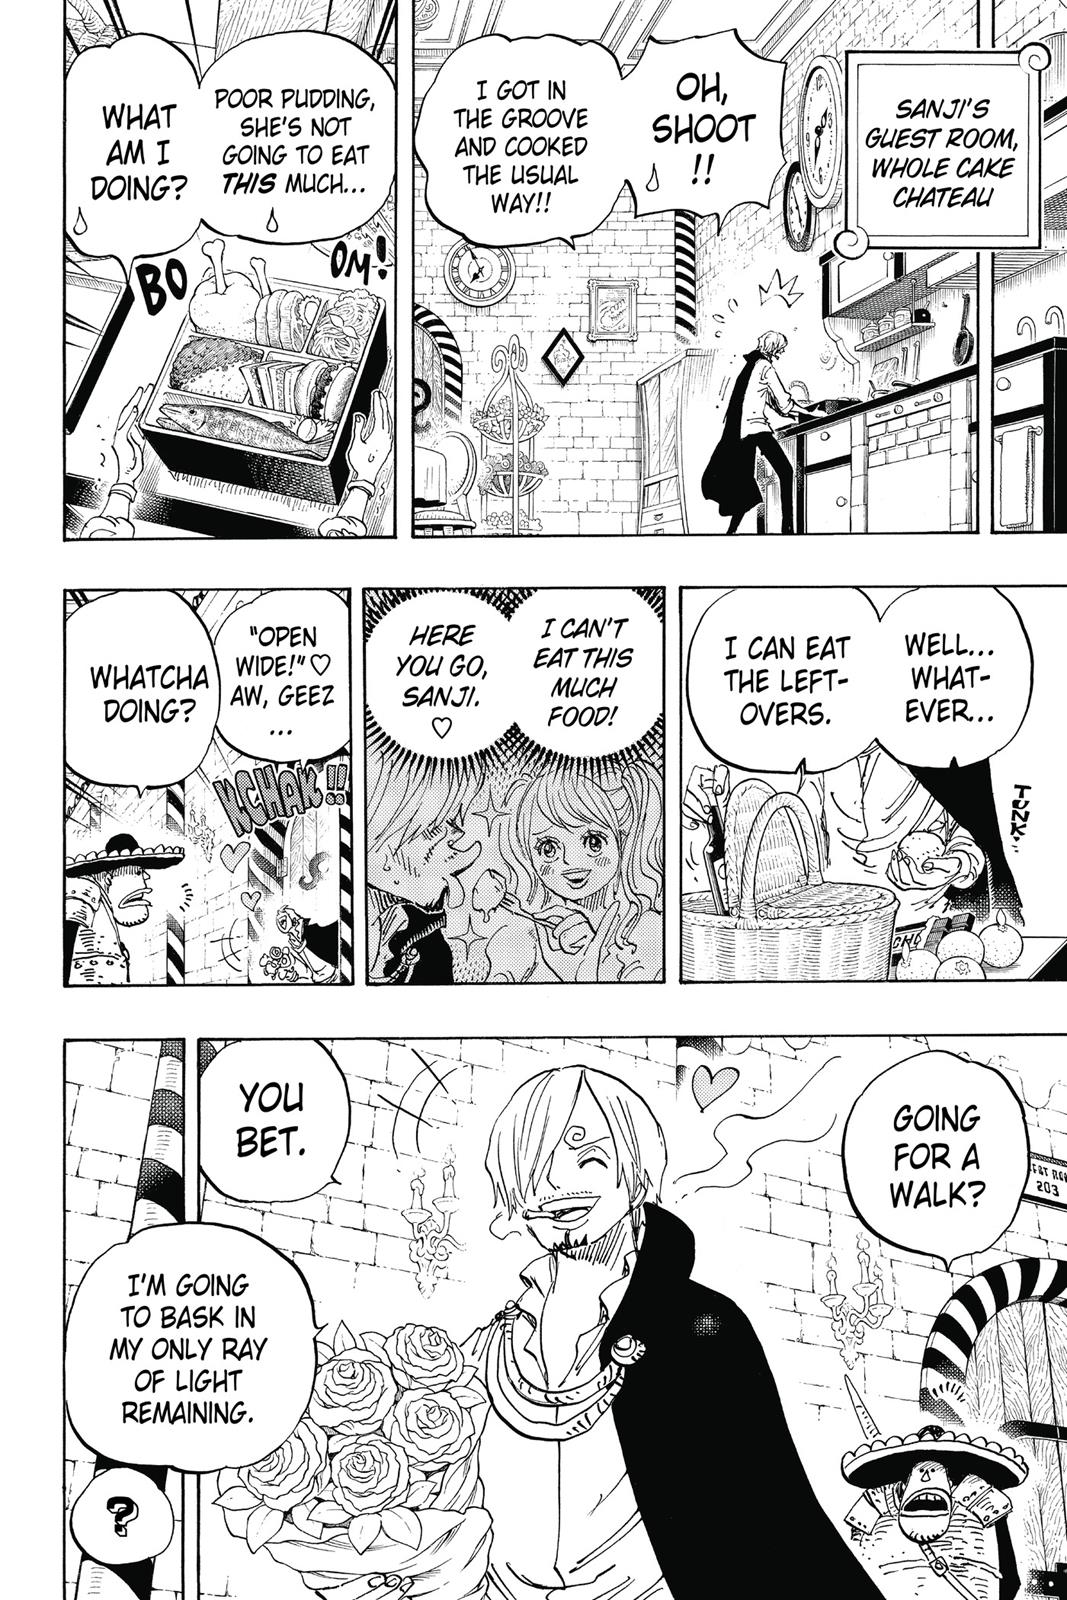 SANJI'S
GUEST ROOM,
WHOLE CAKE
CHATEAU
OH,
SHOOT
!!
I GOT IN
THE GROOVE
AND COOKED
THE USUAL
WAY!!
POOR PUDDING,
SHE'S NOT
GOING TO EAT
THIS MUCH...
WHAT
AM I
DOING?
BO
OM!
WELL...
WHAT-
EVER...
I CAN EAT
THE LEFT-
OVERS.
TUNK!
I CAN'T
EAT THIS
MUCH
FOOD!
HERE
YOU GO,
SANJI.
♡
"OPEN
WIDE!"♡
AW, GEEZ
...
KCHAK!!
WHATCHA
DOING?
GOING
FOR A
WALK?
203
YOU
BET.
I'M GOING
TO BASK IN
MY ONLY RAY
OF LIGHT
REMAINING.
?